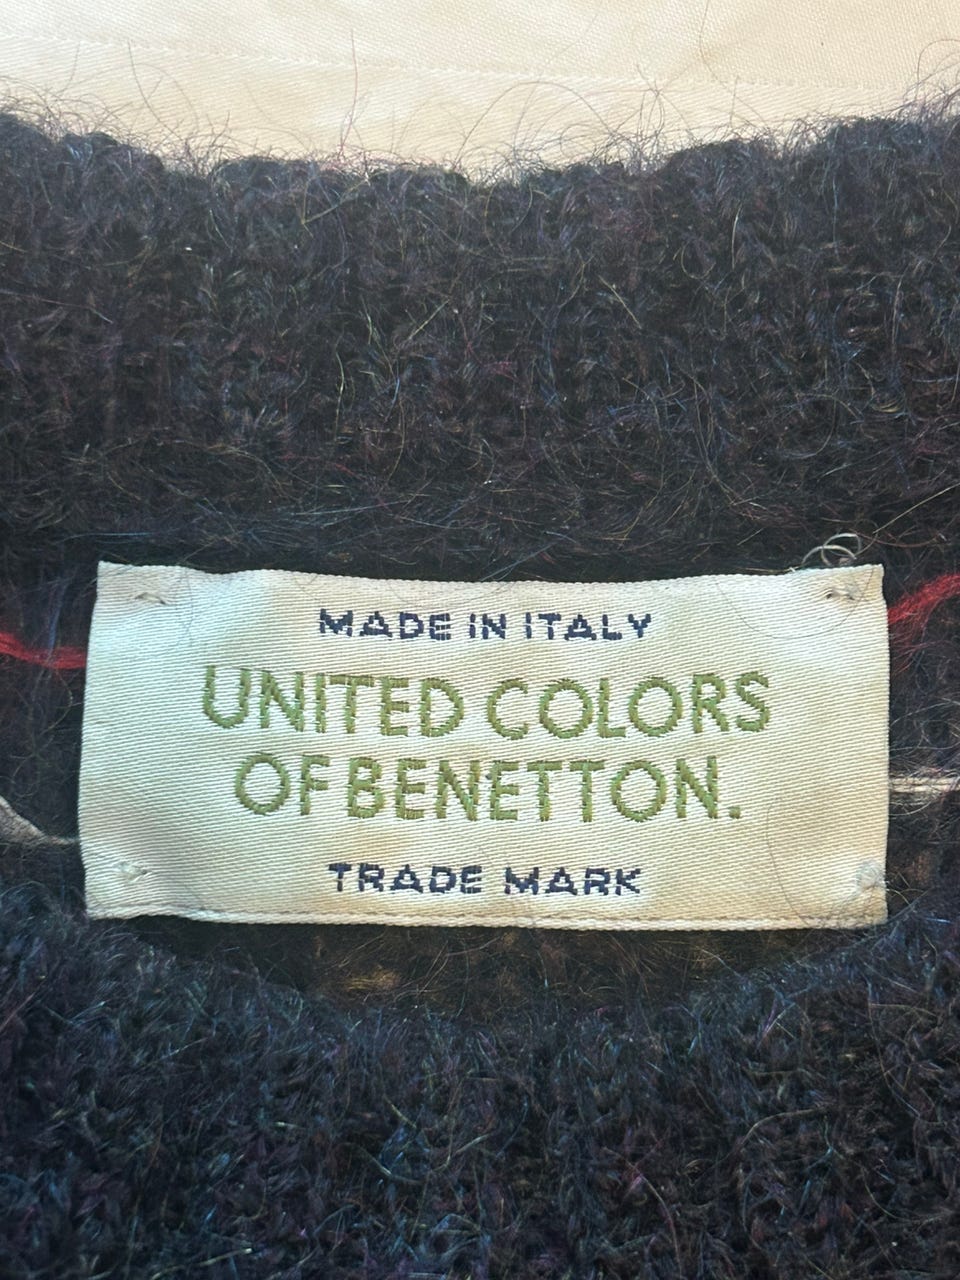 MADE IN ITALY
UNITED COLORS
OF BENETTON.
TRADE MARK